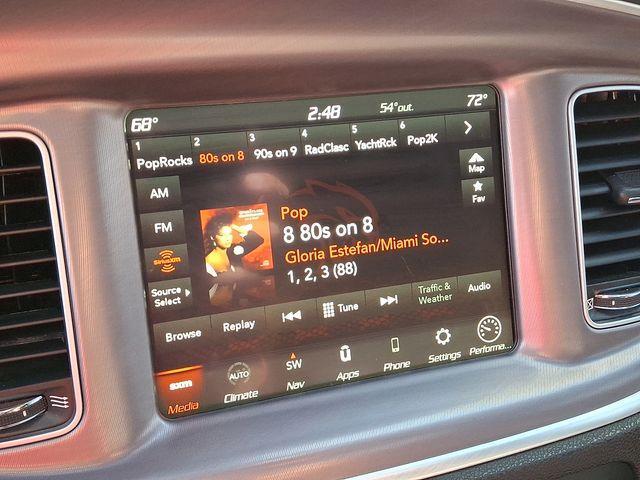 68° 2:48 54°out. 72°
1 PopRocks 2 80s on 8 3 90s on 9 4 RadClasc 5 YachtRck 6 Pop2K
AM
Map
Fav
FM
SiriusXM
Source
Select
Pop
8 80s on 8
Gloria Estefan/Miami So...
1, 2, 3 (88)
Browse Replay Tune Traffic & Weather Audio
sxm
AUTO
SW
Media Climate Nav Apps Phone Settings Performa...